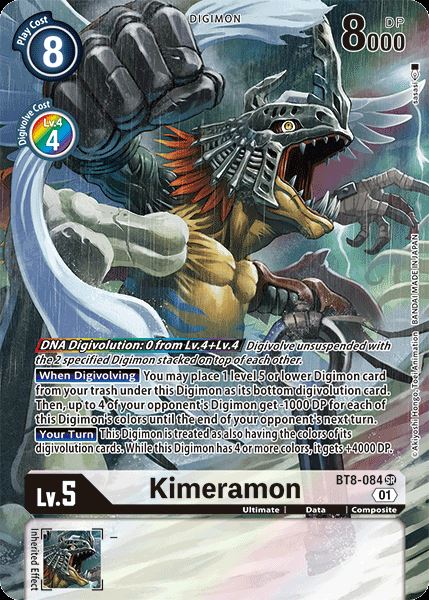 Play Cost
8
DIGIMON
DP
8000
Digivolve Cost
Lv.4
4
sasasi
© Akiyoshi Hongo, Toei Animation BANDAI MADE IN JAPAN
DNA Digivolution: 0 from Lv.4+Lv.4 Digivolve unsuspended with
the 2 specified Digimon stacked on top of each other.
When Digivolving You may place 1 level 5 or lower Digimon card
from your trash under this Digimon as its bottom digivolution card.
Then, up to 4 of your opponent's Digimon get -1000 DP for each of
this Digimon's colors until the end of your opponent's next turn.
Your Turn This Digimon is treated as also having the colors of its
digivolution cards. While this Digimon has 4 or more colors, it gets +4000 DP.
Lv.5
Kimeramon
BT8-084 SR
01
Ultimate | Data | Composite
Inherited Effect
–